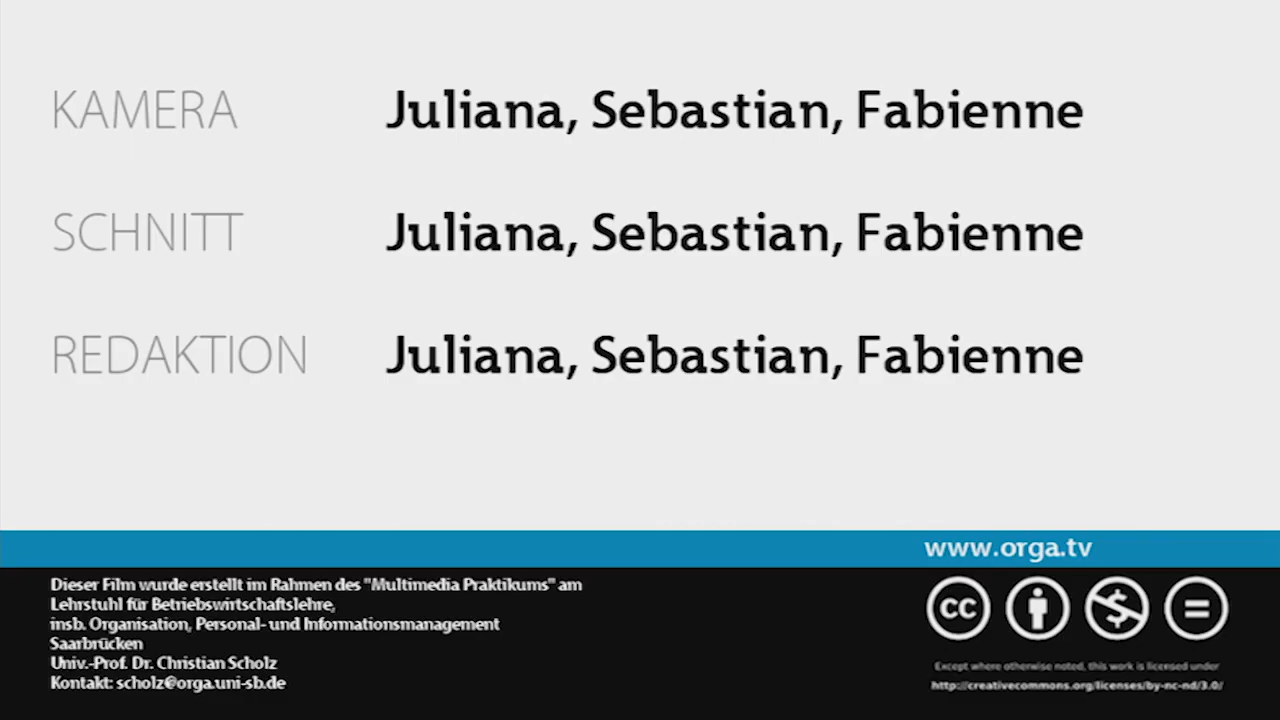 KAMERA Juliana, Sebastian, Fabienne
SCHNITT Juliana, Sebastian, Fabienne
REDAKTION Juliana, Sebastian, Fabienne
www.orga.tv
Dieser Film wurde erstellt im Rahmen des "Multimedia Praktikums" am
Lehrstuhl für Betriebswirtschaftslehre,
insb. Organisation, Personal- und Informationsmanagement
Saarbrücken
Univ.-Prof. Dr. Christian Scholz
Kontakt: scholz@orga.uni-sb.de
cc
Except where otherwise noted, this work is licensed under
http://creativecommons.org/licenses/by-nc-nd/3.0/